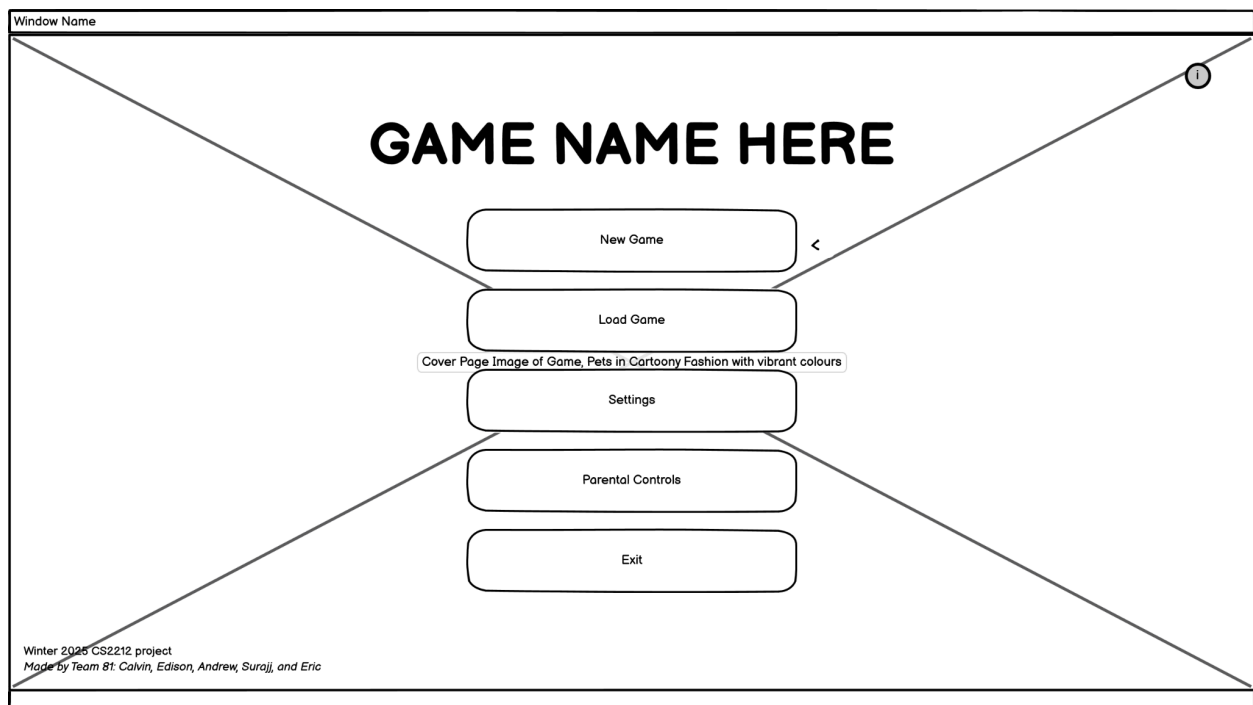 Window Name
i
GAME NAME HERE
New Game
<
Load Game
Cover Page Image of Game, Pets in Cartoony Fashion with vibrant colours
Settings
Parental Controls
Exit
Winter 2025 CS2212 project
Made by Team 81: Calvin, Edison, Andrew, Surajj, and Eric